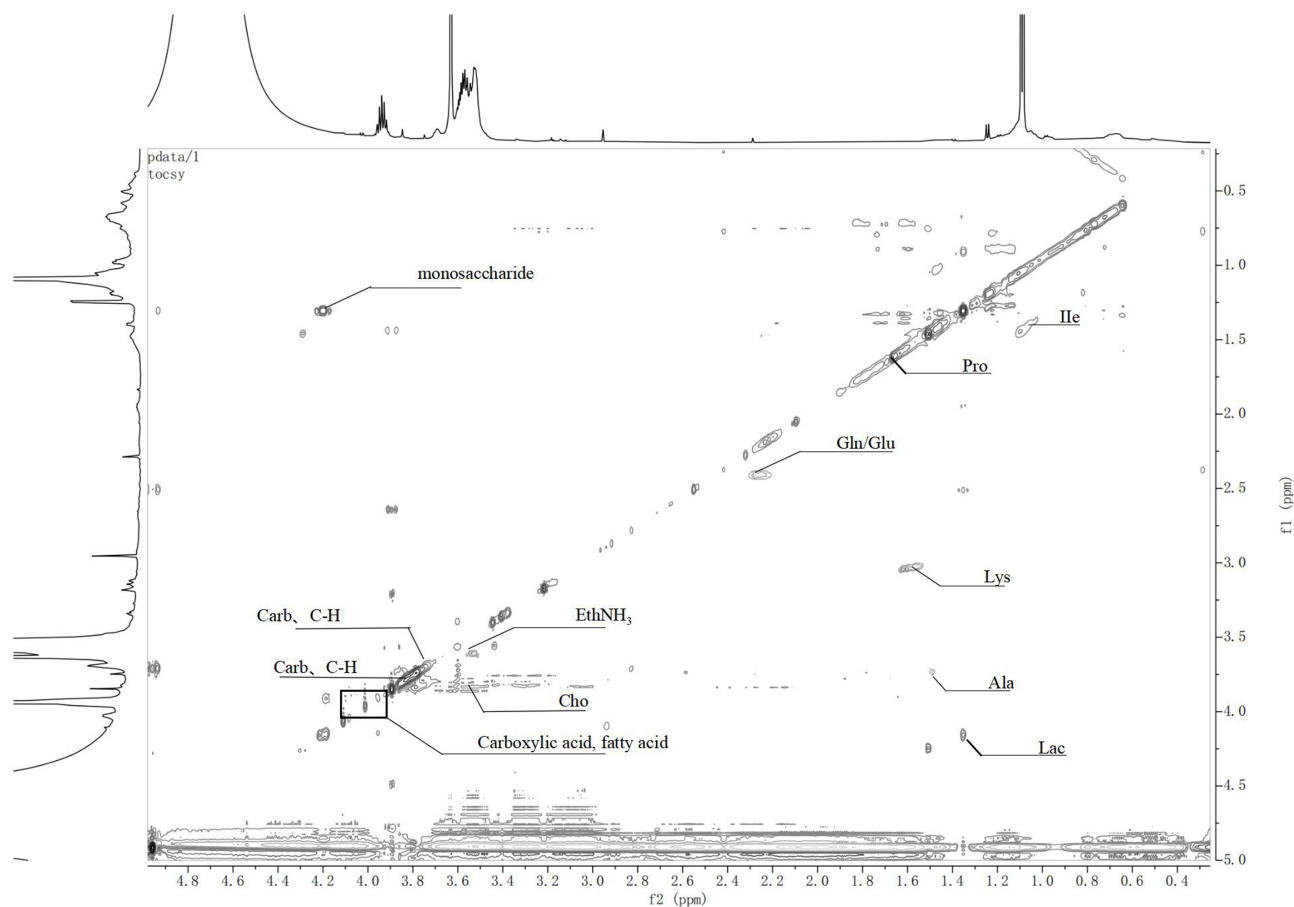 pdata/1
tocsy
monosaccharide
IIe
Pro
Gln/Glu
Lys
Carb、C-H
EthNH3
Carb、C-H
Ala
Cho
Carboxylic acid, fatty acid
Lac
0.5
1.0
1.5
2.0
2.5
3.0
3.5
4.0
4.5
5.0
f1 (ppm)
4.8 4.6 4.4 4.2 4.0 3.8 3.6 3.4 3.2 3.0 2.8 2.6 2.4 2.2 2.0 1.8 1.6 1.4 1.2 1.0 0.8 0.6 0.4
f2 (ppm)